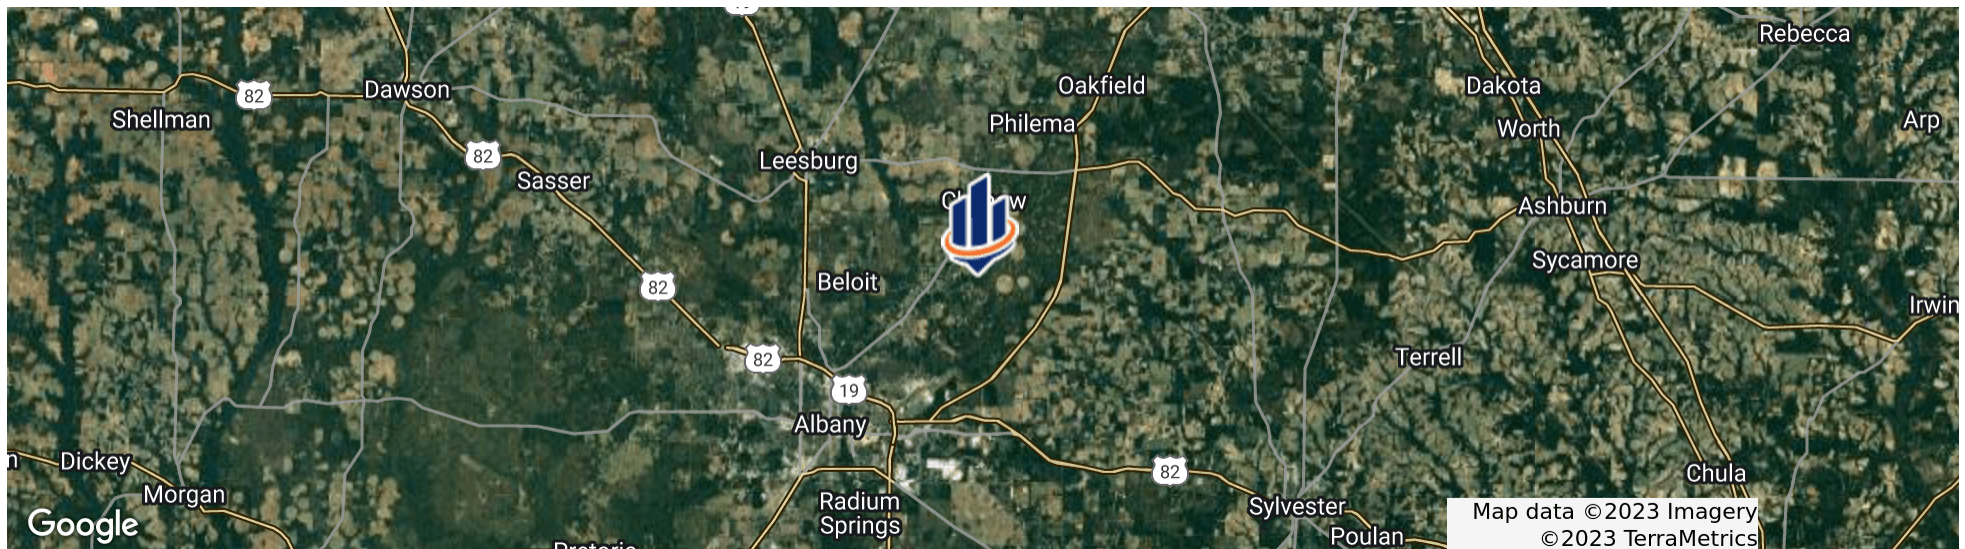 Rebecca
Oakfield
Dakota
Dawson
82
Shellman
Arp
Philema
Worth
82
Leesburg
Sasser
Ashburn
Sycamore
Beloit
82
Irwin
82
Terrell
19
Albany
Dickey
82
Chula
Morgan
Radium
Springs
Sylvester
Poulan
Google
Map data ©2023 Imagery
©2023 TerraMetrics